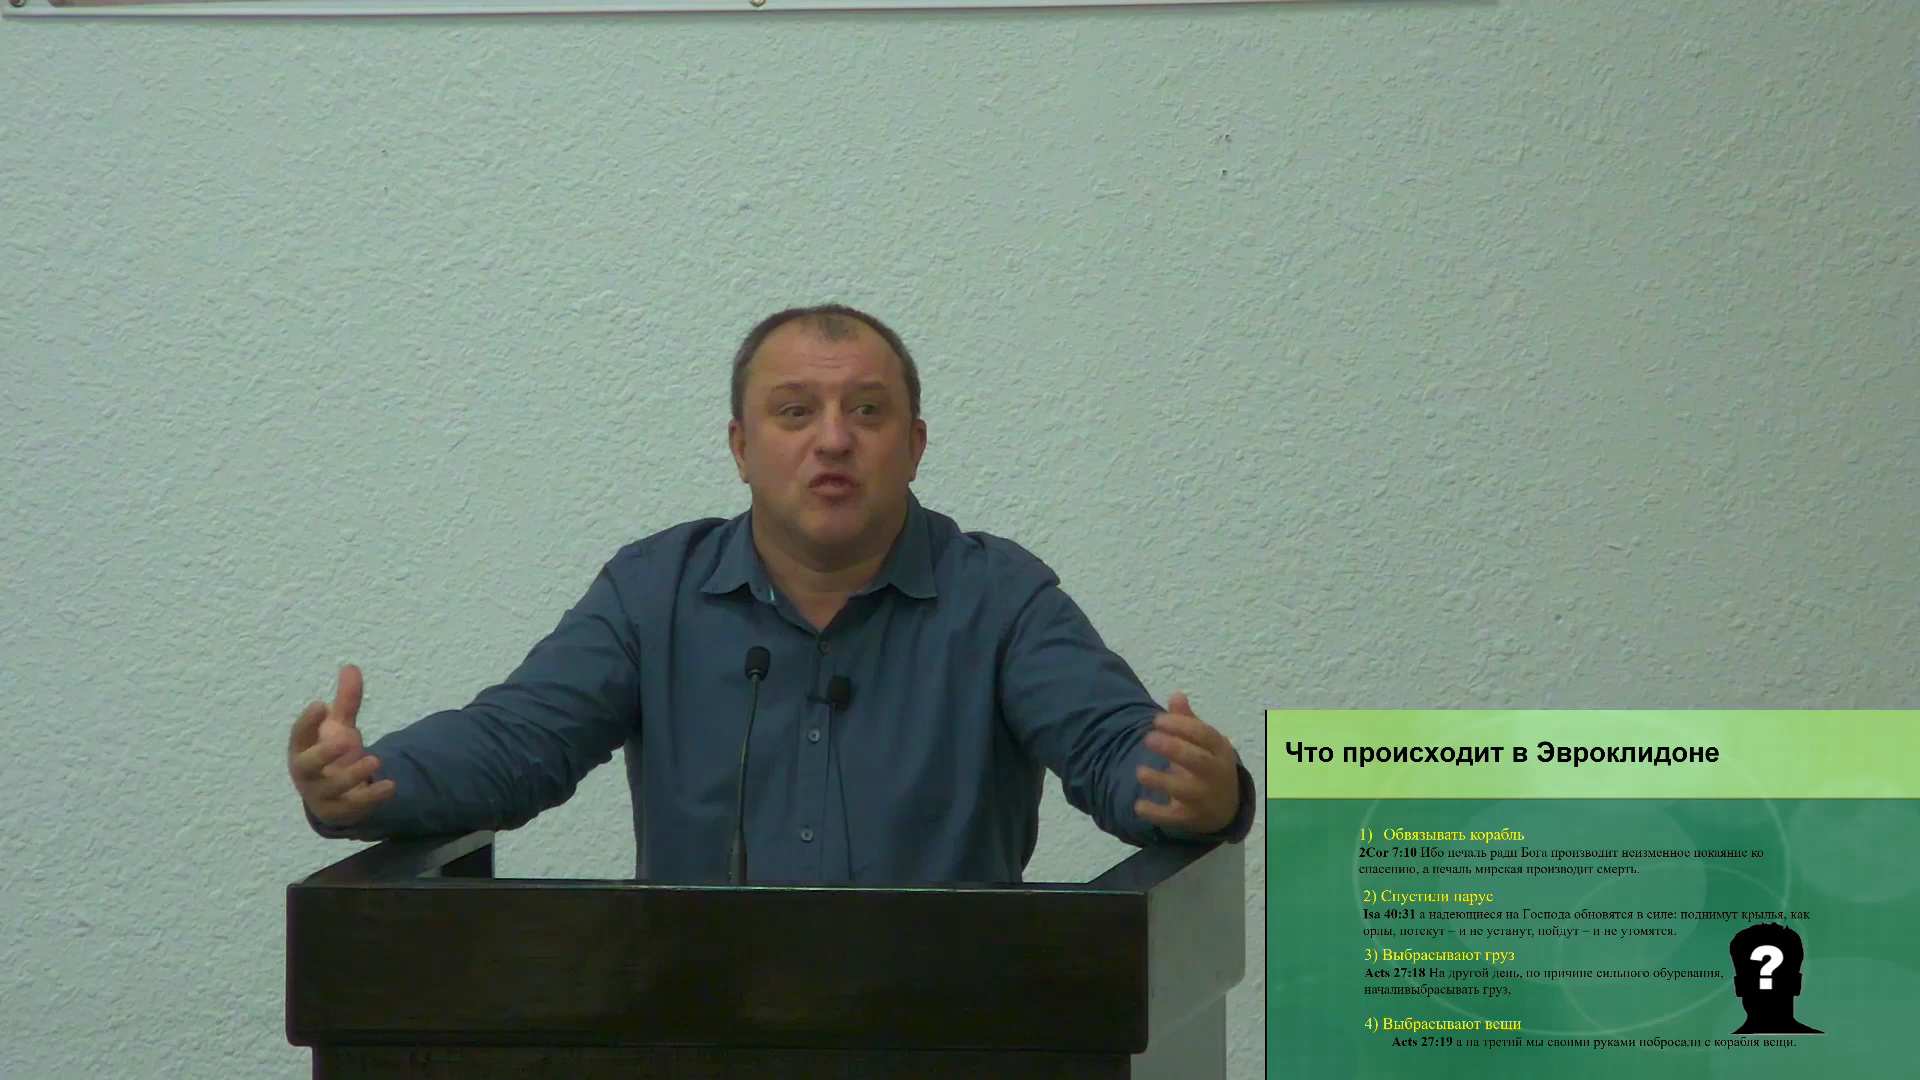 Что происходит в Эвроклидоне
1) Обвязывать корабль
2Cor 7:10 Ибо печаль ради Бога производит неизменное покаяние ко
спасению, а печаль мирская производит смерть.
2) Спустили парус
Isa 40:31 а надеющиеся на Господа обновятся в силе: поднимут крылья, как
орлы, потекут – и не устанут, пойдут – и не утомятся.
3) Выбрасывают груз
Acts 27:18 На другой день, по причине сильного обуревания,
началивыбрасывать груз.
?
4) Выбрасывают вещи
Acts 27:19 а на третий мы своими руками побросали с корабля вещи.